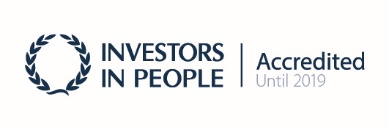 INVESTORS
IN PEOPLE
Accredited
Until 2019